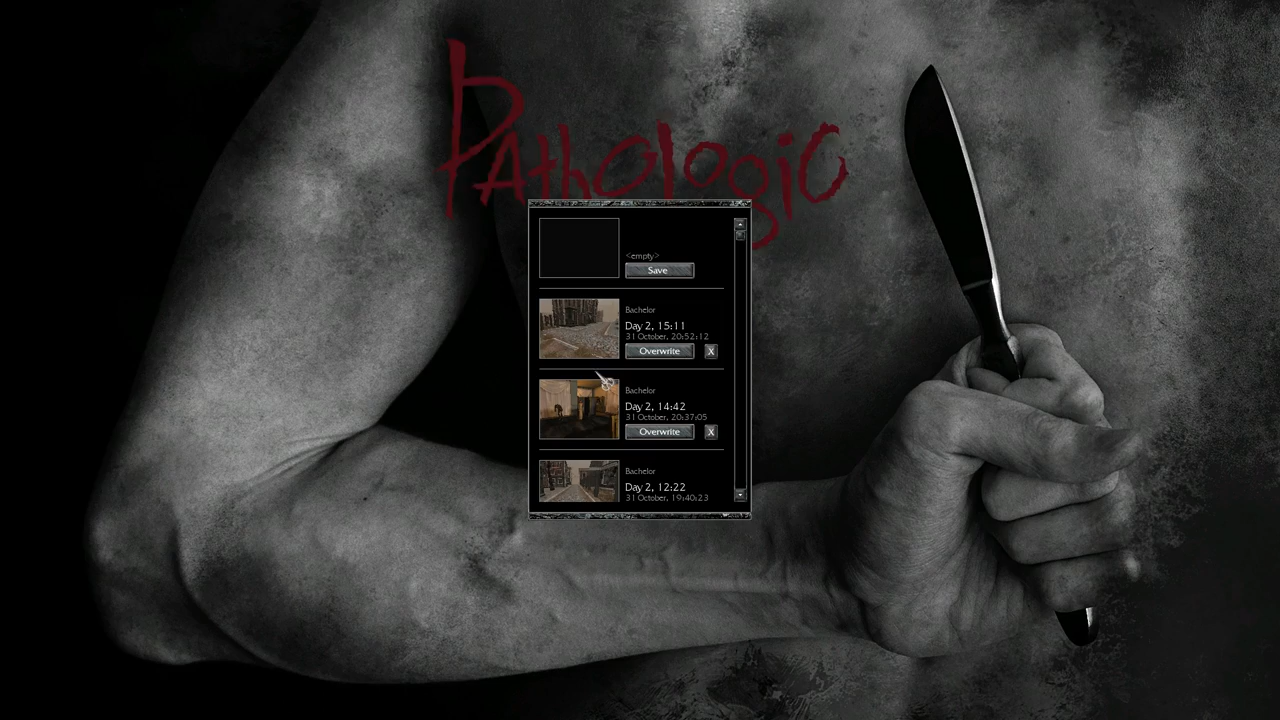 Pathologic
<empty>
Save
Bachelor
Day 2, 15:11
31 October, 20:52:12
Overwrite X
Bachelor
Day 2, 14:42
31 October, 20:37:05
Overwrite X
Bachelor
Day 2, 12:22
31 October, 19:40:23